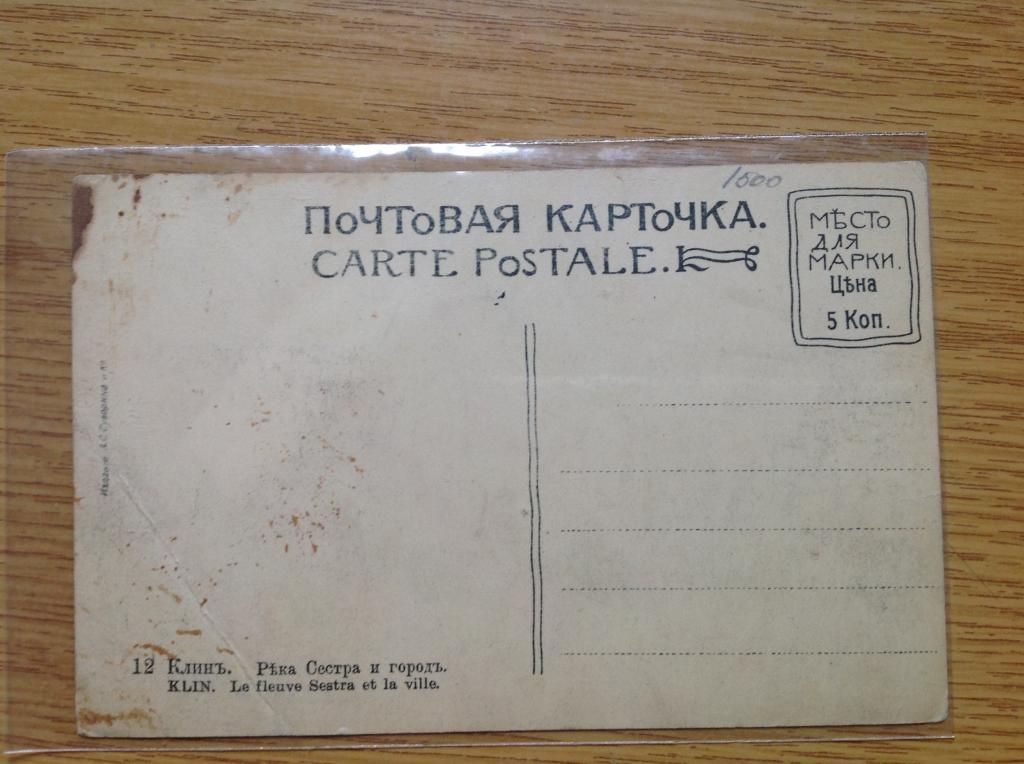 1500
ПОЧТОВАЯ КАРТОЧКА.
CARTE POSTALE.
МѢСТО
ДЛЯ
МАРКИ.
Цѣна
5 Коп.
12 Клинъ. Рѣка Сестра и городъ.
KLIN. Le fleuve Sestra et la ville.